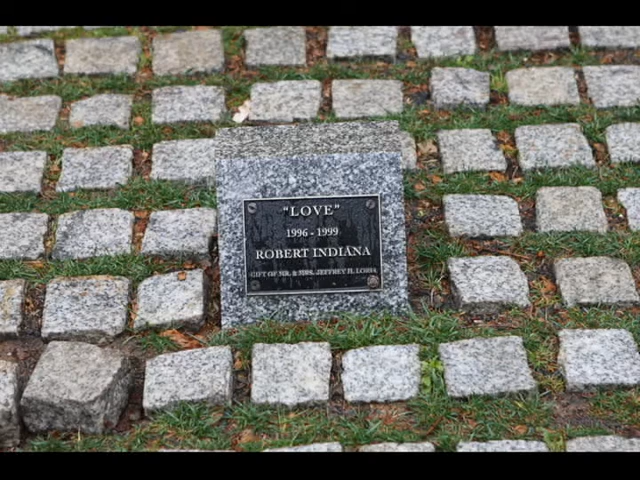 "LOVE"
1996 - 1999
ROBERT INDIANA
GIFT OF MR. & MRS. JEFFREY H. LORIA